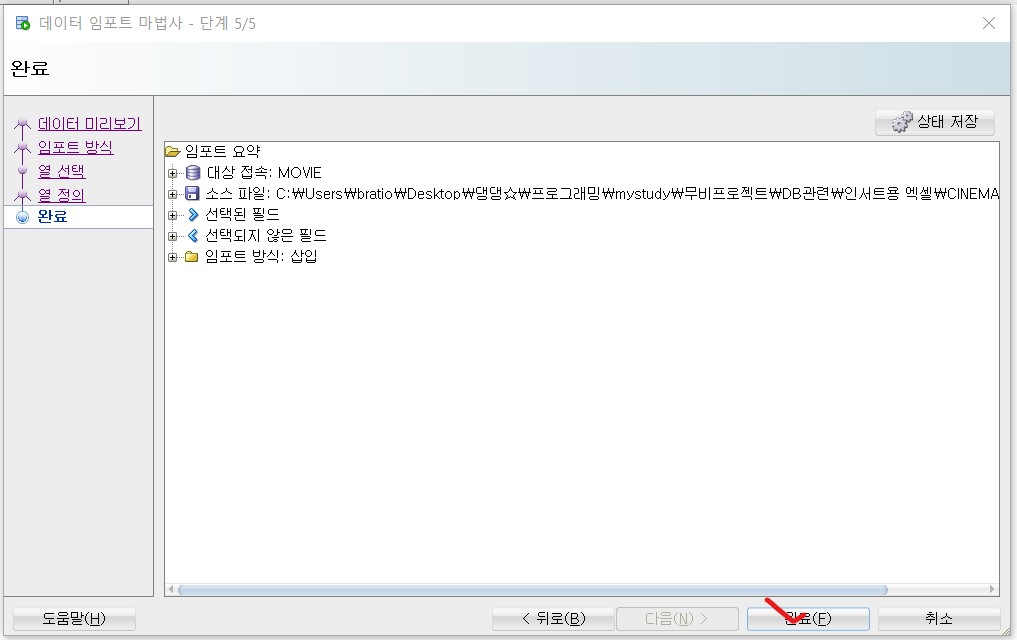 데이터 임포트 마법사 - 단계 5/5
완료
데이터 미리보기
임포트 방식
열 선택
열 정의
완료
상태 저장
임포트 요약
대상 접속: MOVIE
소스 파일: C:₩Users₩bratio₩Desktop₩댕댕☆₩프로그래밍₩mystudy₩무비프로젝트₩DB관련₩인서트용 엑셀₩CINEMA
선택된 필드
선택되지 않은 필드
임포트 방식: 삽입
도움말(H)
< 뒤로(B)
다음(N) >
완료(F)
취소